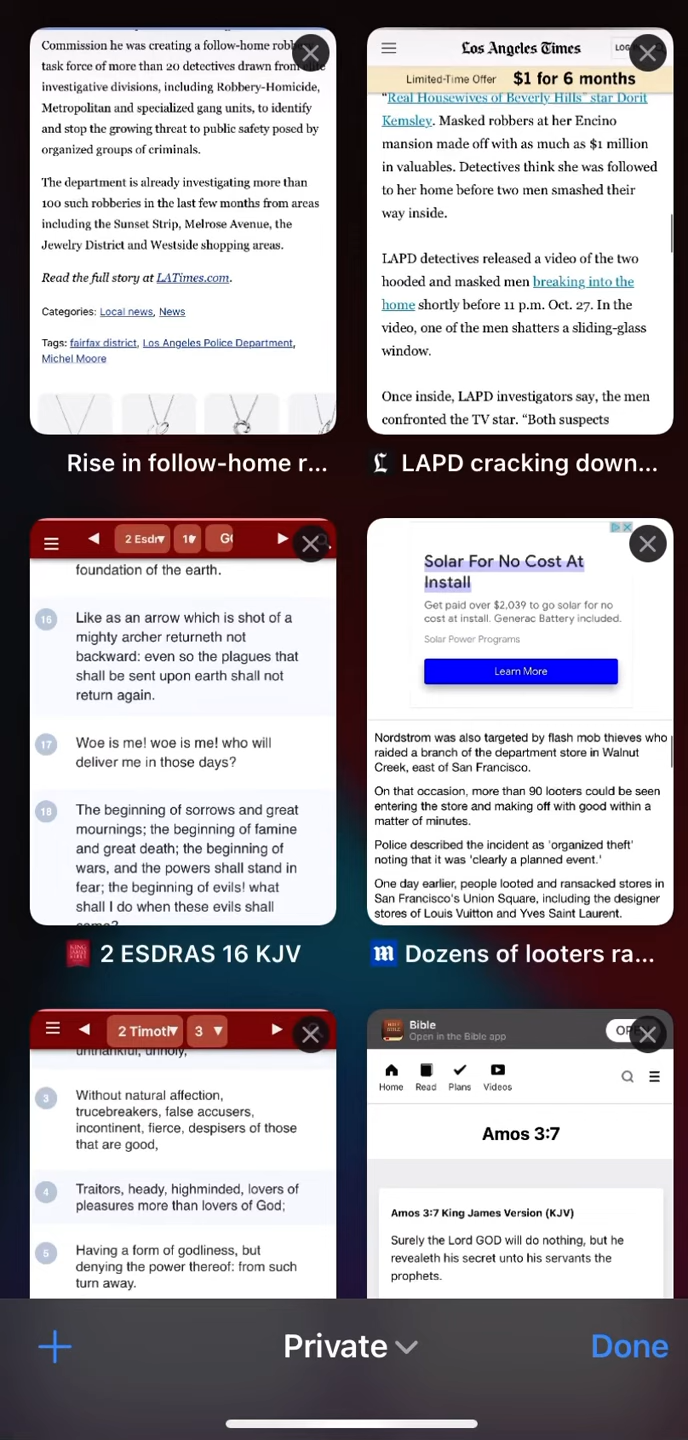 Commission he was creating a follow-home
task force of more than 20 detectives drawn from elite
investigative divisions, including Robbery-Homicide,
Metropolitan and specialized gang units, to identify
and stop the growing threat to public safety posed by
organized groups of criminals.
The department is already investigating more than
100 such robberies in the last few months from areas
including the Sunset Strip, Melrose Avenue, the
Jewelry District and Westside shopping areas.
Read the full story at LATimes.com.
Categories: Local news, News
Tags: fairfax district, Los Angeles Police Department,
Michel Moore
Rise in follow-home r...
Los Angeles Times
LOG
Limited-Time Offer $1 for 6 months
“Real Housewives of Beverly Hills” star Dorit
Kemsley. Masked robbers at her Encino
mansion made off with as much as $1 million
in valuables. Detectives think she was followed
to her home before two men smashed their
way inside.
LAPD detectives released a video of the two
hooded and masked men breaking into the
home shortly before 11 p.m. Oct. 27. In the
video, one of the men shatters a sliding-glass
window.
Once inside, LAPD investigators say, the men
confronted the TV star. “Both suspects
LAPD cracking down...
2 Esdr 16 GO
foundation of the earth.
16 Like as an arrow which is shot of a
mighty archer returneth not
backward: even so the plagues that
shall be sent upon earth shall not
return again.
17 Woe is me! woe is me! who will
deliver me in those days?
18 The beginning of sorrows and great
mournings; the beginning of famine
and great death; the beginning of
wars, and the powers shall stand in
fear; the beginning of evils! what
shall I do when these evils shall
come?
2 ESDRAS 16 KJV
Solar For No Cost At
Install
Get paid over $2,039 to go solar for no
cost at install. Generac Battery included.
Solar Power Programs
Learn More
Nordstrom was also targeted by flash mob thieves who
raided a branch of the department store in Walnut
Creek, east of San Francisco.
On that occasion, more than 90 looters could be seen
entering the store and making off with good within a
matter of minutes.
Police described the incident as 'organized theft'
noting that it was 'clearly a planned event.'
One day earlier, people looted and ransacked stores in
San Francisco's Union Square, including the designer
stores of Louis Vuitton and Yves Saint Laurent.
Dozens of looters ra...
2 Timoth 3
unthankful, unholy,
3 Without natural affection,
trucebreakers, false accusers,
incontinent, fierce, despisers of those
that are good,
4 Traitors, heady, highminded, lovers of
pleasures more than lovers of God;
5 Having a form of godliness, but
denying the power thereof: from such
turn away.
Bible
Open in the Bible app
Home Read Plans Videos
Amos 3:7
Amos 3:7 King James Version (KJV)
Surely the Lord GOD will do nothing, but he
revealeth his secret unto his servants the
prophets.
Private
Done